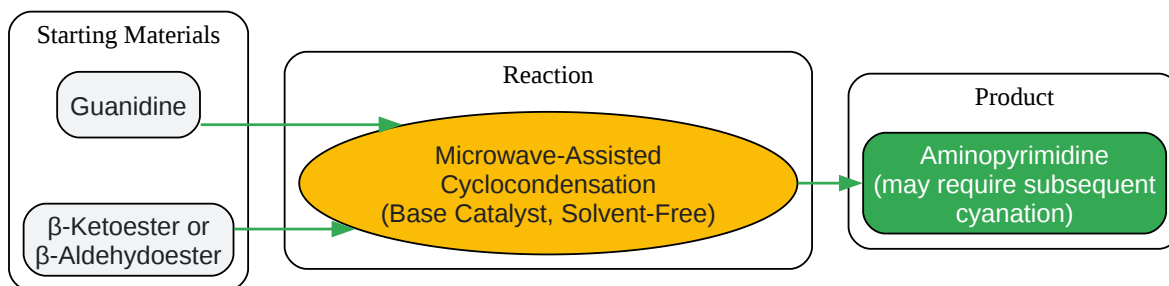 Starting Materials
Guanidine
β-Ketoester or
β-Aldehydoester
Reaction
Microwave-Assisted
Cyclocondensation
(Base Catalyst, Solvent-Free)
Product
Aminopyrimidine
(may require subsequent
cyanation)